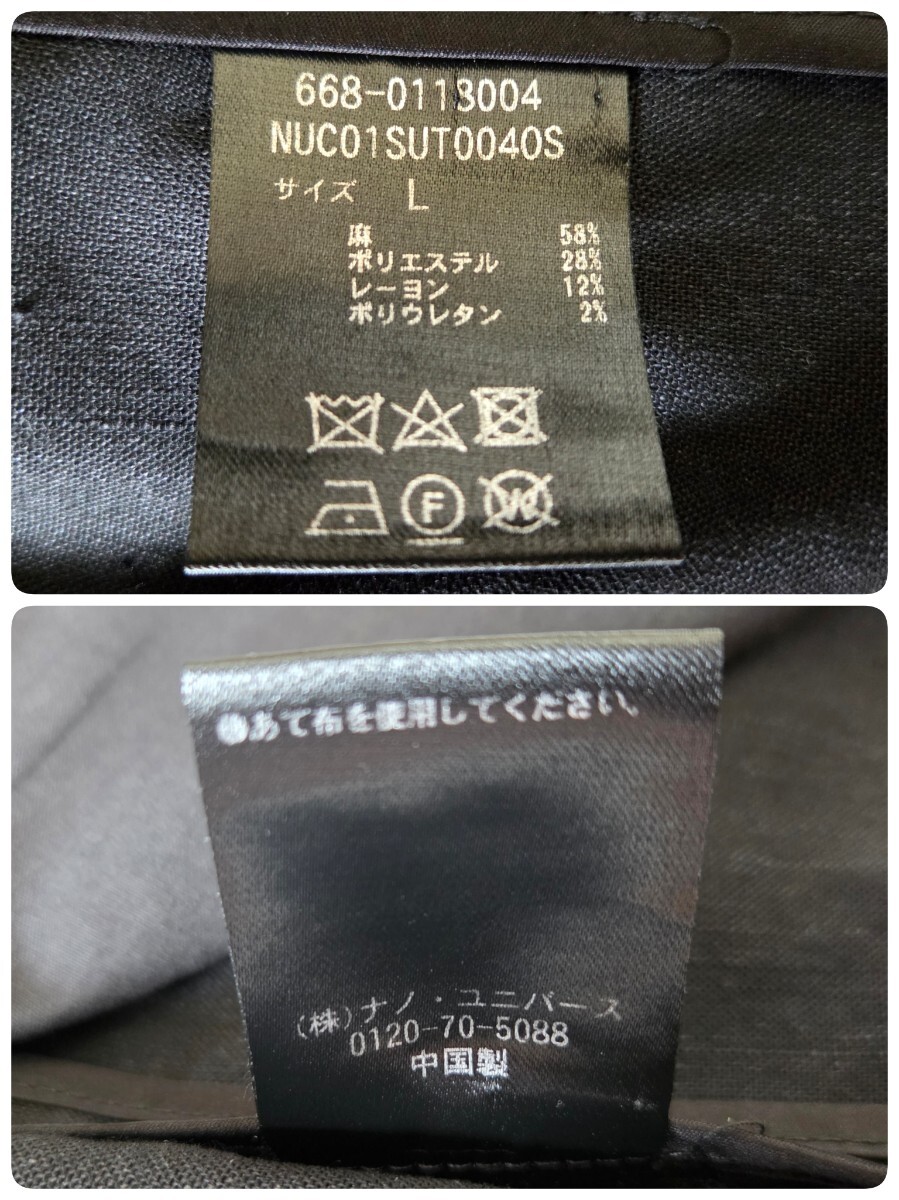 668-0118004
NUC01SUT0040S
サイズ L
麻 58%
ポリエステル 28%
レーヨン 12%
ポリウレタン 2%
F
W
●あて布を使用してください。
(株)ナノ・ユニバース
0120-70-5088
中国製